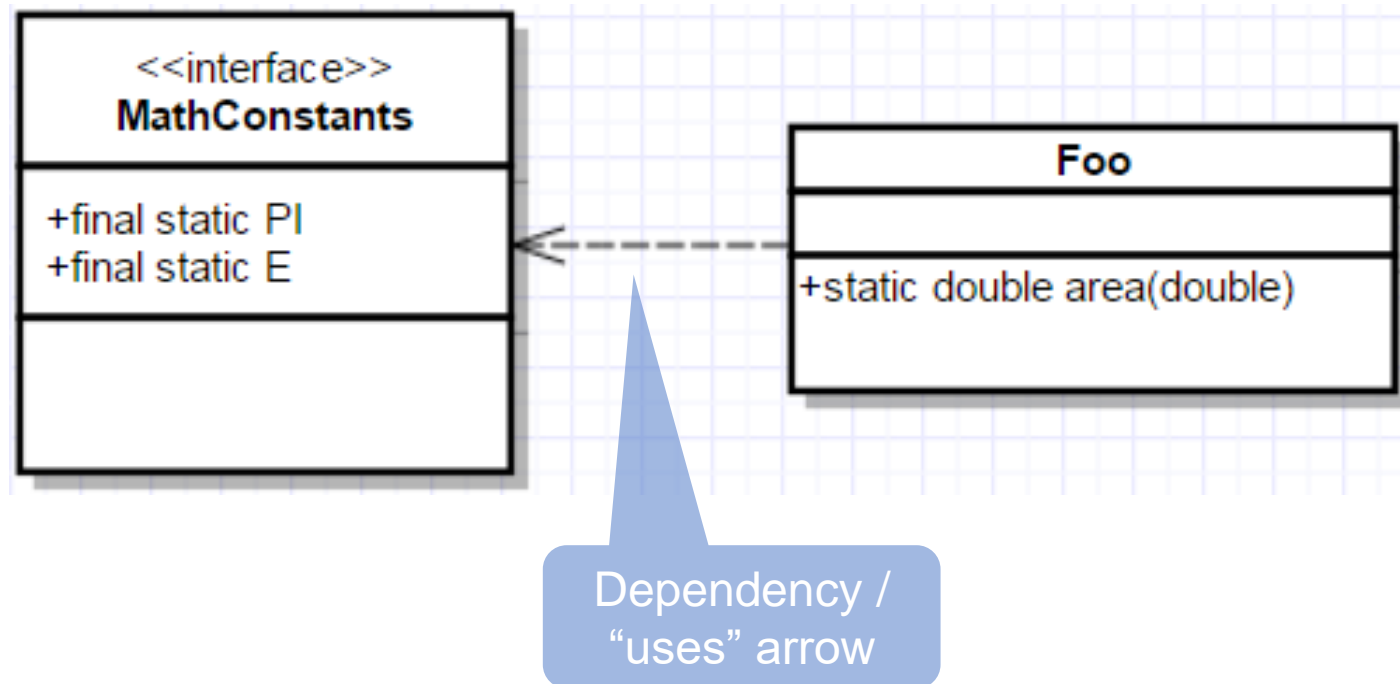 <<interface>>
MathConstants
+final static PI
+final static E
Foo
+static double area(double)
Dependency /
“uses” arrow